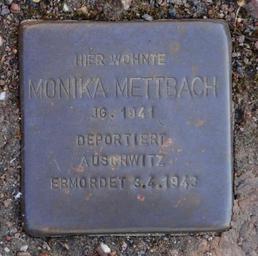 HIER WOHNTE
MONIKA METTBACH
JG. 1941
DEPORTIERT
AUSCHWITZ
ERMORDET 3.4.1943